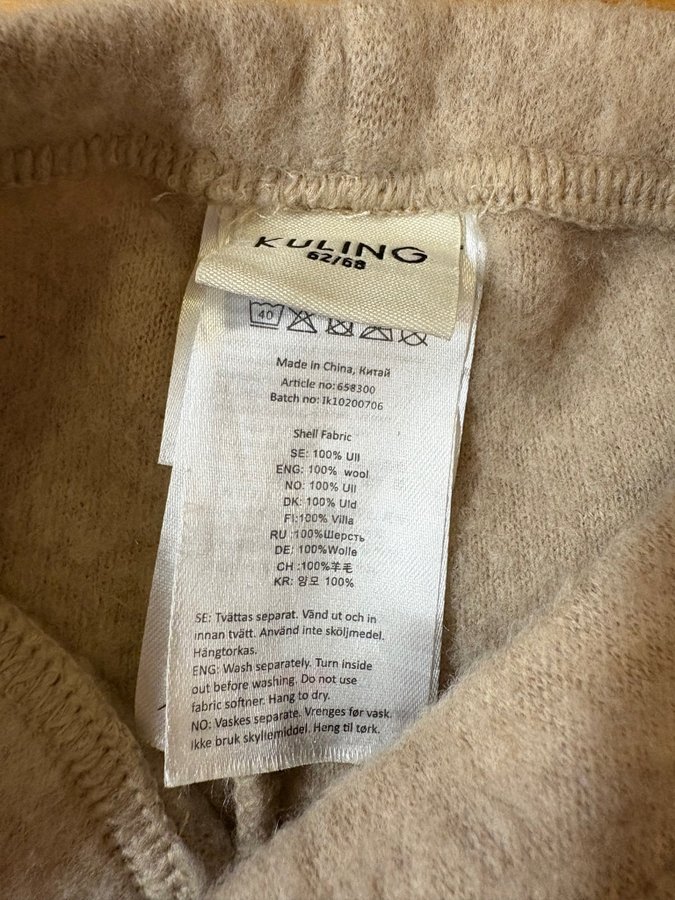 KULING
62/68
40
Made in China, Китай
Article no: 658300
Batch no: Ik10200706
Shell Fabric
SE: 100% Ull
ENG: 100% wool
NO: 100% Ull
DK: 100% Uld
FI:100% Villa
RU :100%Шерсть
DE: 100%Wolle
CH :100%羊毛
KR: 양모 100%
SE: Tvättas separat. Vänd ut och in
innan tvätt. Använd inte sköljmedel.
Hängtorkas.
ENG: Wash separately. Turn inside
out before washing. Do not use
fabric softner. Hang to dry.
NO: Vaskes separate. Vrenges før vask.
Ikke bruk skyllemiddel. Heng til tørk.